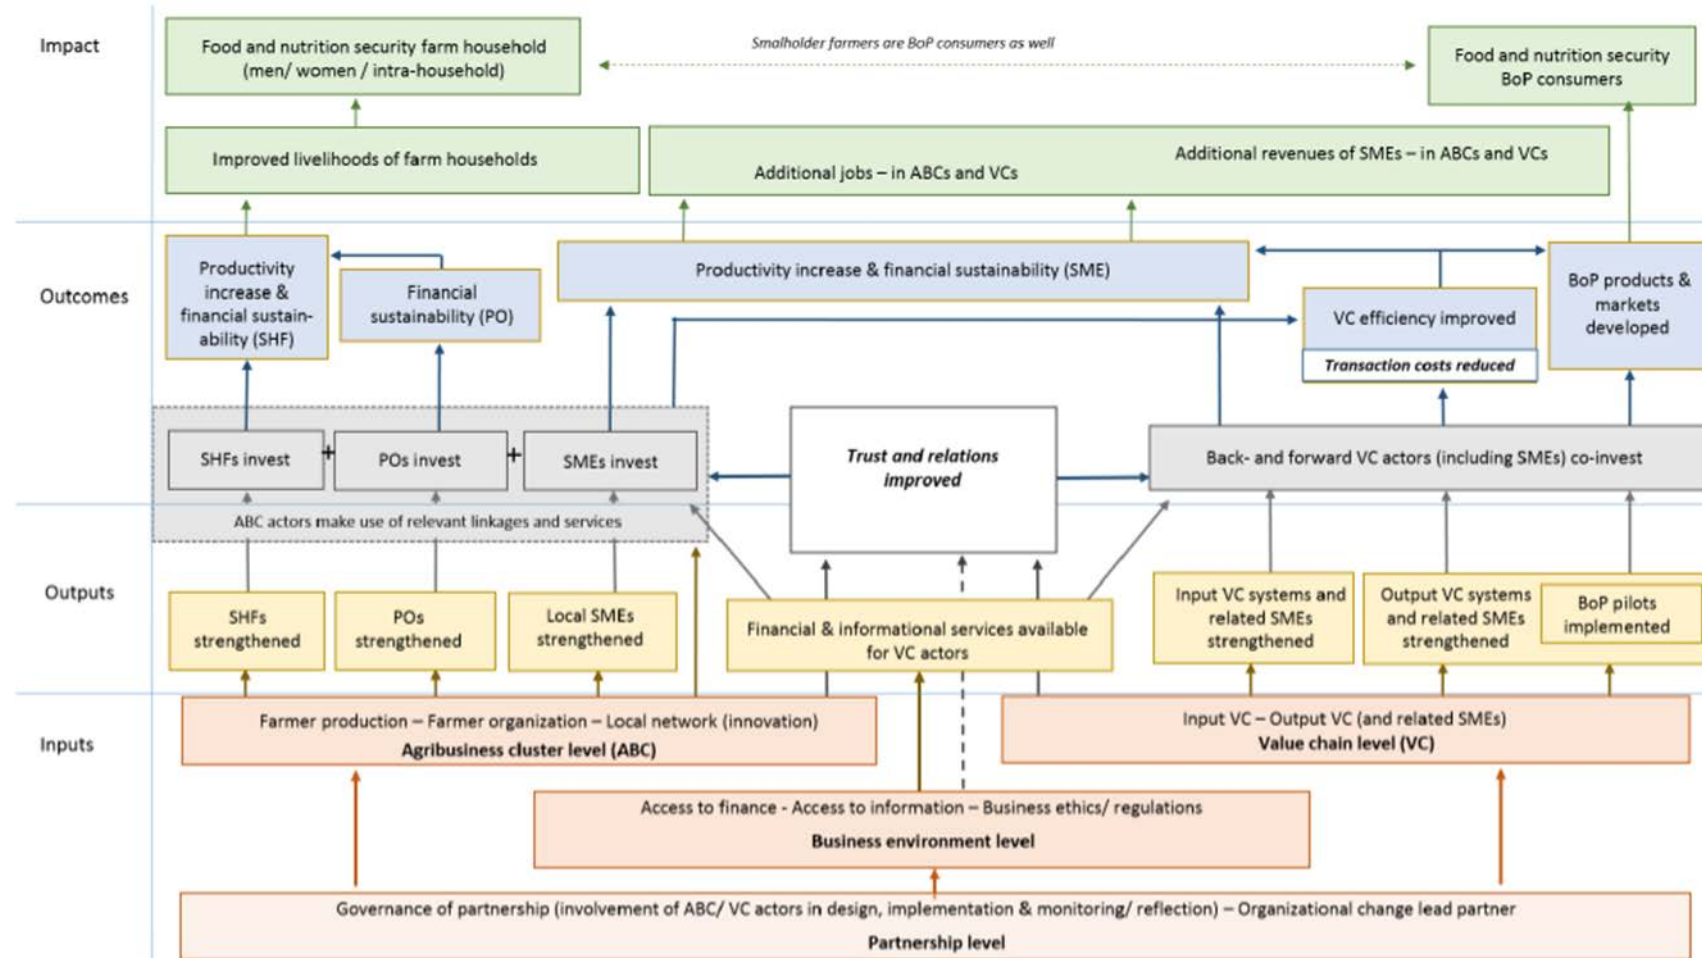 Impact
Food and nutrition security farm household
(men/ women / intra-household)
Smalholder farmers are BoP consumers as well
Food and nutrition security
BoP consumers
Improved livelihoods of farm households
Additional jobs – in ABCs and VCs
Additional revenues of SMEs – in ABCs and VCs
Outcomes
Productivity
increase &
financial sustain-
ability (SHF)
Financial
sustainability (PO)
Productivity increase & financial sustainability (SME)
VC efficiency improved
Transaction costs reduced
BoP products &
markets
developed
SHFs invest
+
POs invest
+
SMEs invest
ABC actors make use of relevant linkages and services
Trust and relations
improved
Back- and forward VC actors (including SMEs) co-invest
Outputs
SHFs
strengthened
POs
strengthened
Local SMEs
strengthened
Financial & informational services available
for VC actors
Input VC systems and
related SMEs
strengthened
Output VC systems
and related SMEs
strengthened
BoP pilots
implemented
Inputs
Farmer production – Farmer organization – Local network (innovation)
Agribusiness cluster level (ABC)
Input VC – Output VC (and related SMEs)
Value chain level (VC)
Access to finance - Access to information – Business ethics/ regulations
Business environment level
Governance of partnership (involvement of ABC/ VC actors in design, implementation & monitoring/ reflection) – Organizational change lead partner
Partnership level